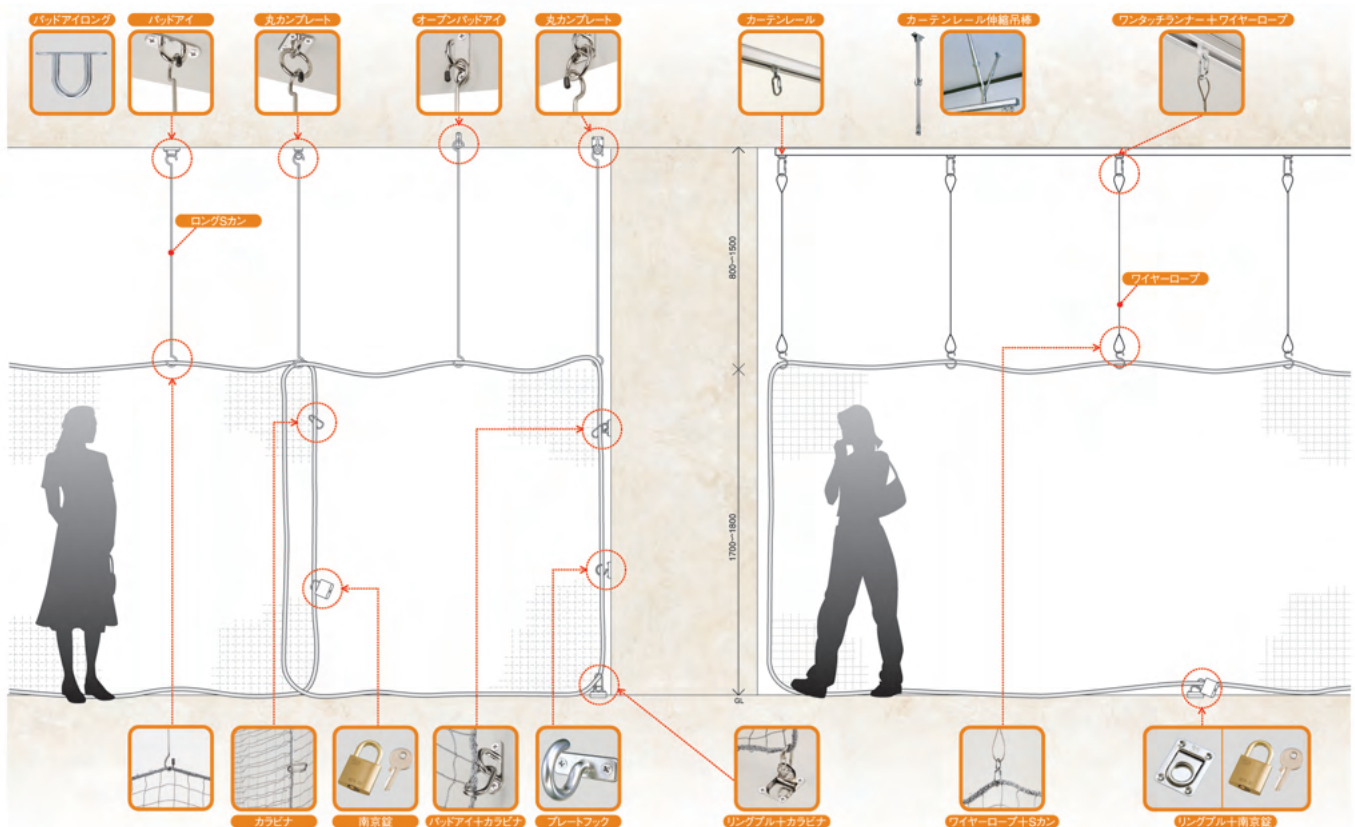 パッドアイロング
パッドアイ
丸カンプレート
オープンパッドアイ
丸カンプレート
カーテンレール
カーテンレール伸縮吊棒
ワンタッチランナー＋ワイヤーロープ
ロングSカン
800〜1500
ワイヤーロープ
1700〜1800
GL
カラビナ
南京錠
パッドアイ＋カラビナ
プレートフック
リングプル＋カラビナ
ワイヤーロープ＋Sカン
リングプル＋南京錠